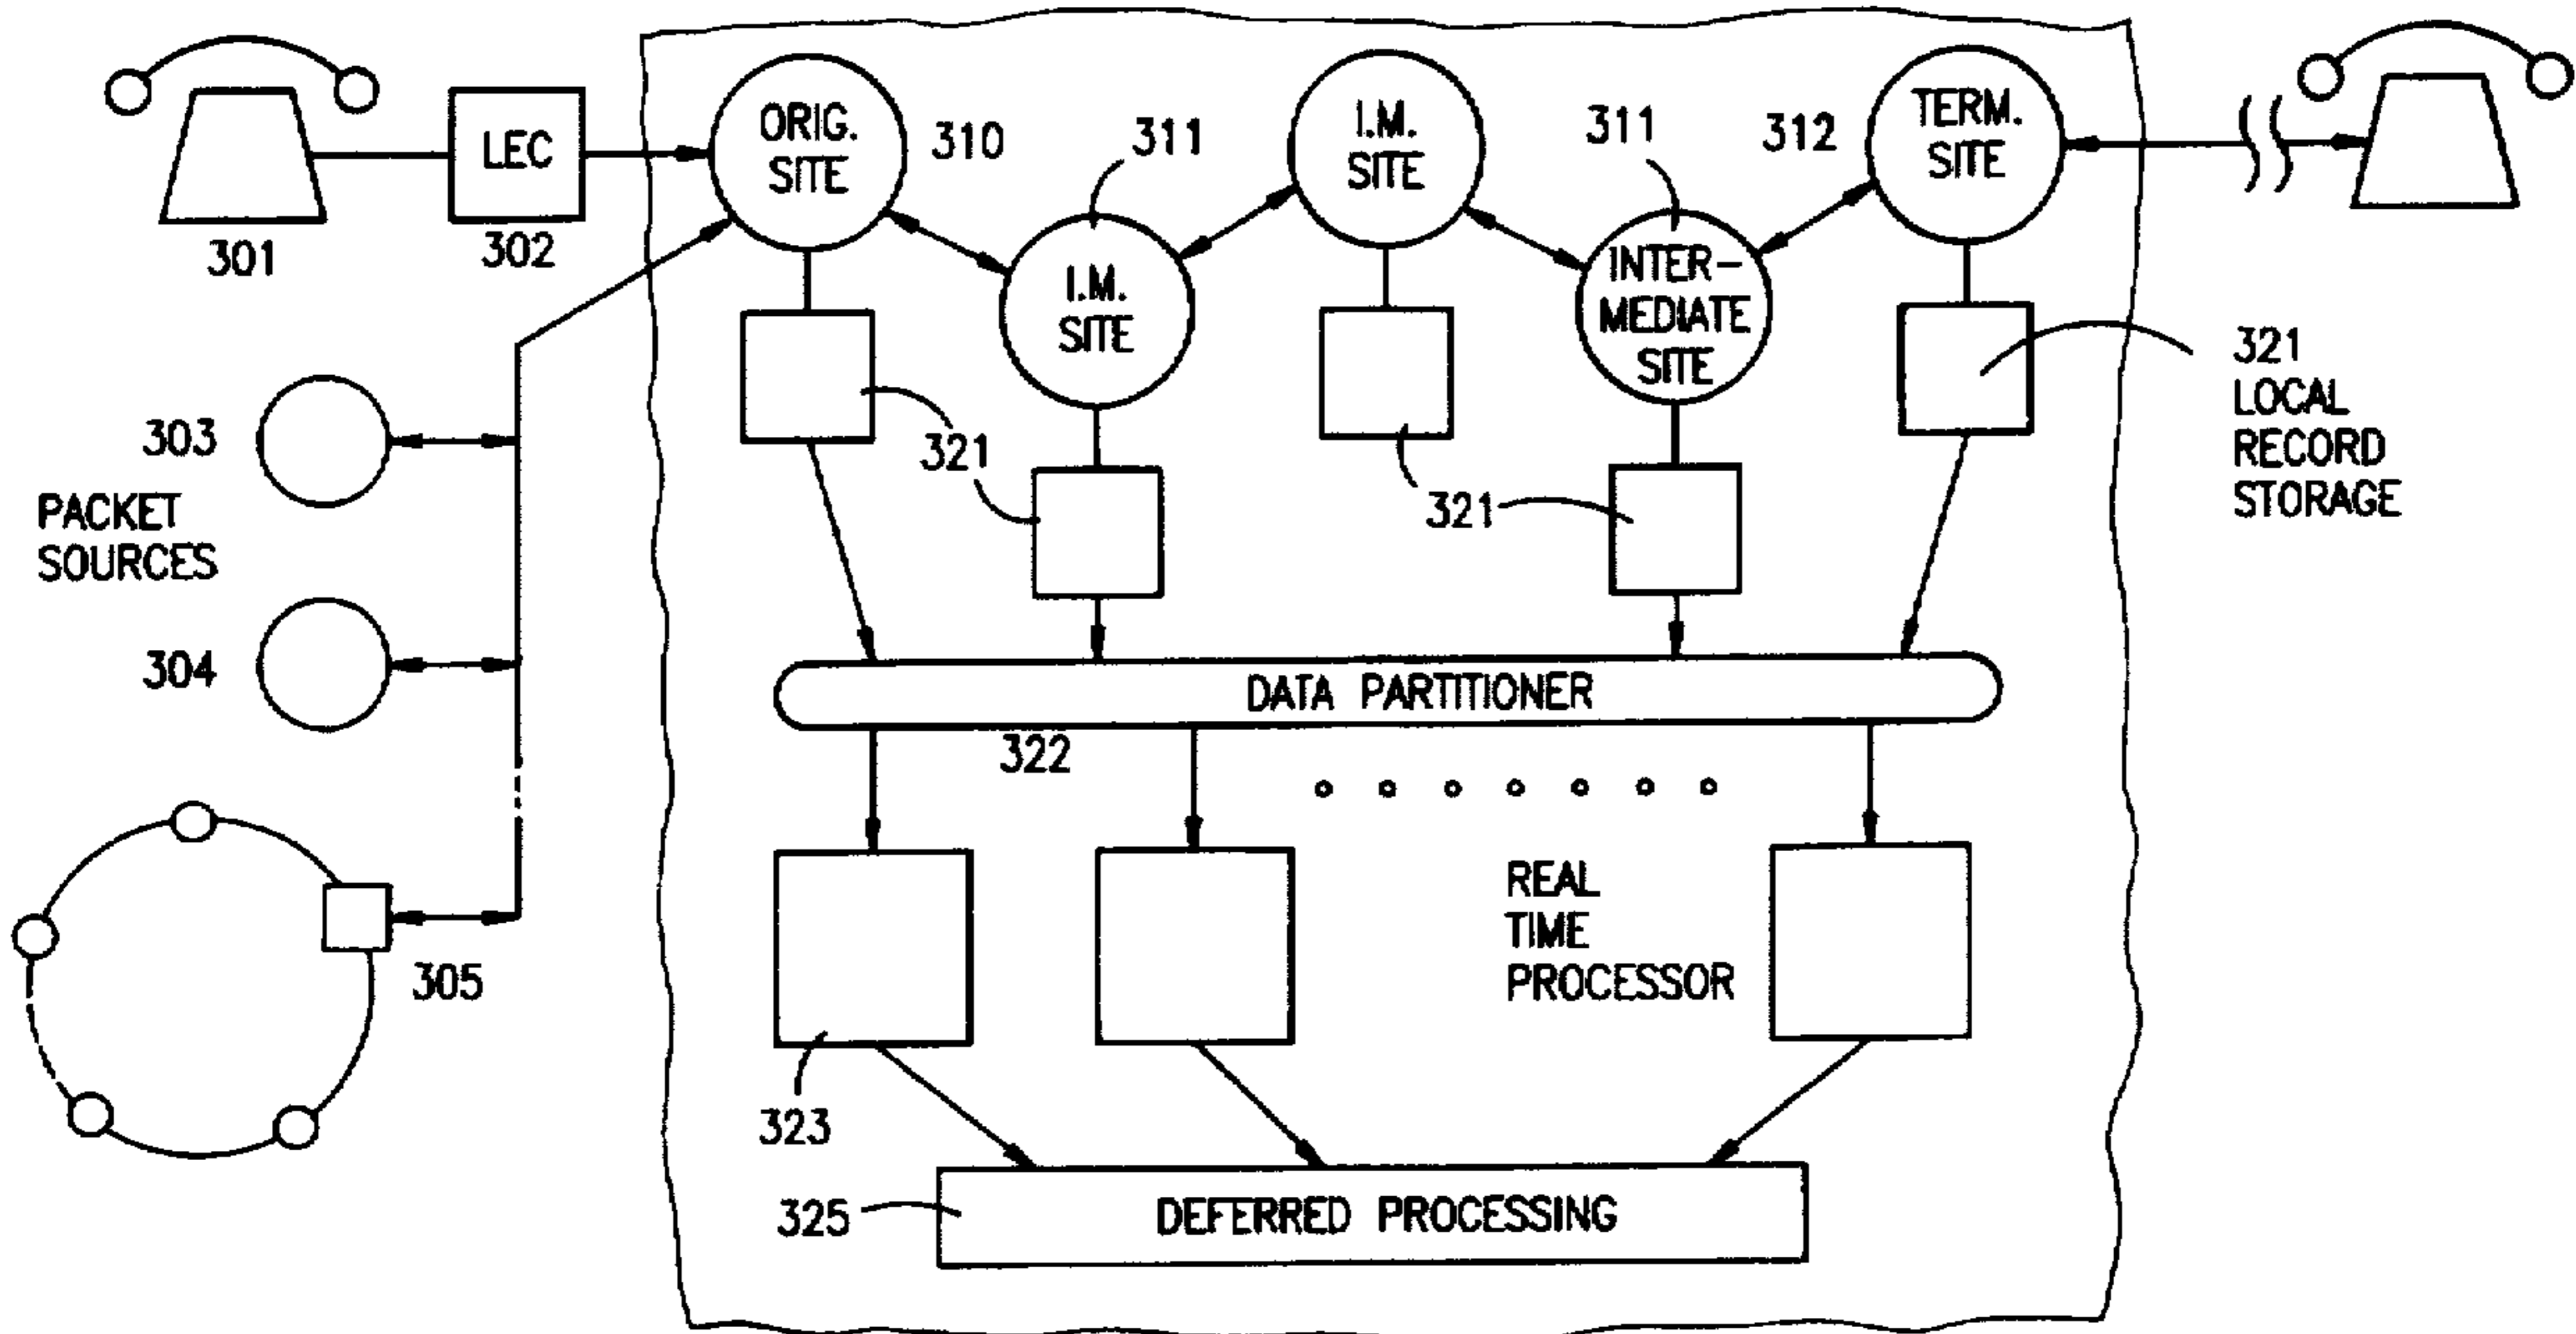 LEC
ORIG.
SITE
310
311
I.M.
SITE
311
312
TERM.
SITE
301
302
I.M.
SITE
INTER-
MEDIATE
SITE
321
LOCAL
RECORD
STORAGE
303
321
321
PACKET
SOURCES
304
DATA PARTITIONER
322
305
REAL
TIME
PROCESSOR
323
325
DEFERRED PROCESSING